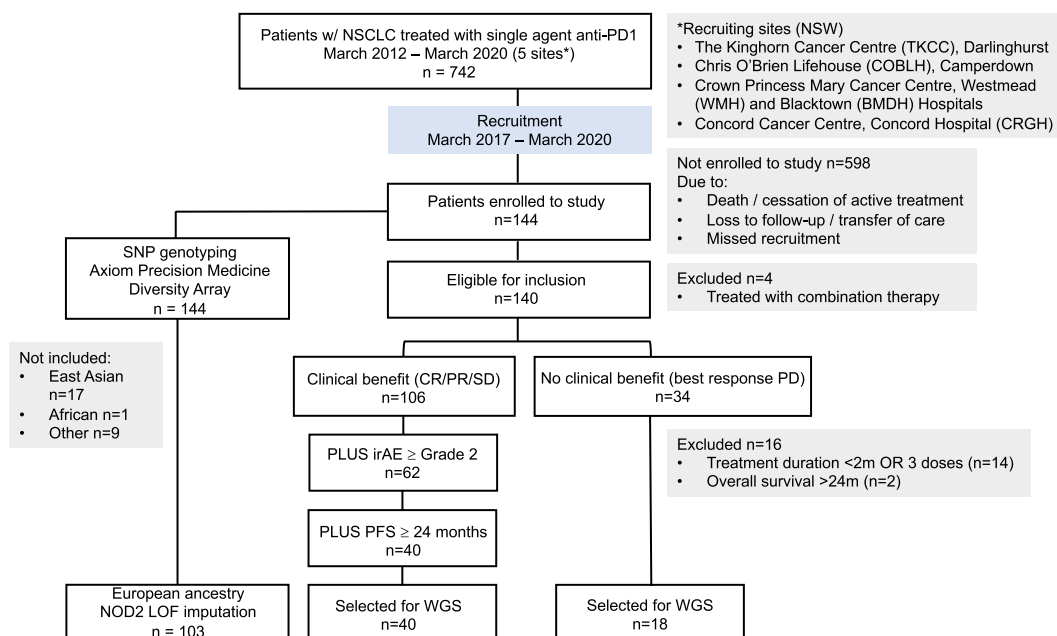 Patients w/ NSCLC treated with single agent anti-PD1
March 2012 – March 2020 (5 sites*)
n = 742
*Recruiting sites (NSW)
• The Kinghorn Cancer Centre (TKCC), Darlinghurst
• Chris O’Brien Lifehouse (COBLH), Camperdown
• Crown Princess Mary Cancer Centre, Westmead
(WMH) and Blacktown (BMDH) Hospitals
• Concord Cancer Centre, Concord Hospital (CRGH)
Recruitment
March 2017 – March 2020
Not enrolled to study n=598
Due to:
• Death / cessation of active treatment
• Loss to follow-up / transfer of care
• Missed recruitment
Patients enrolled to study
n=144
SNP genotyping
Axiom Precision Medicine
Diversity Array
n = 144
Eligible for inclusion
n=140
Excluded n=4
• Treated with combination therapy
Not included:
• East Asian
n=17
• African n=1
• Other n=9
Clinical benefit (CR/PR/SD)
n=106
No clinical benefit (best response PD)
n=34
PLUS irAE ≥ Grade 2
n=62
Excluded n=16
• Treatment duration <2m OR 3 doses (n=14)
• Overall survival >24m (n=2)
PLUS PFS ≥ 24 months
n=40
European ancestry
NOD2 LOF imputation
n = 103
Selected for WGS
n=40
Selected for WGS
n=18